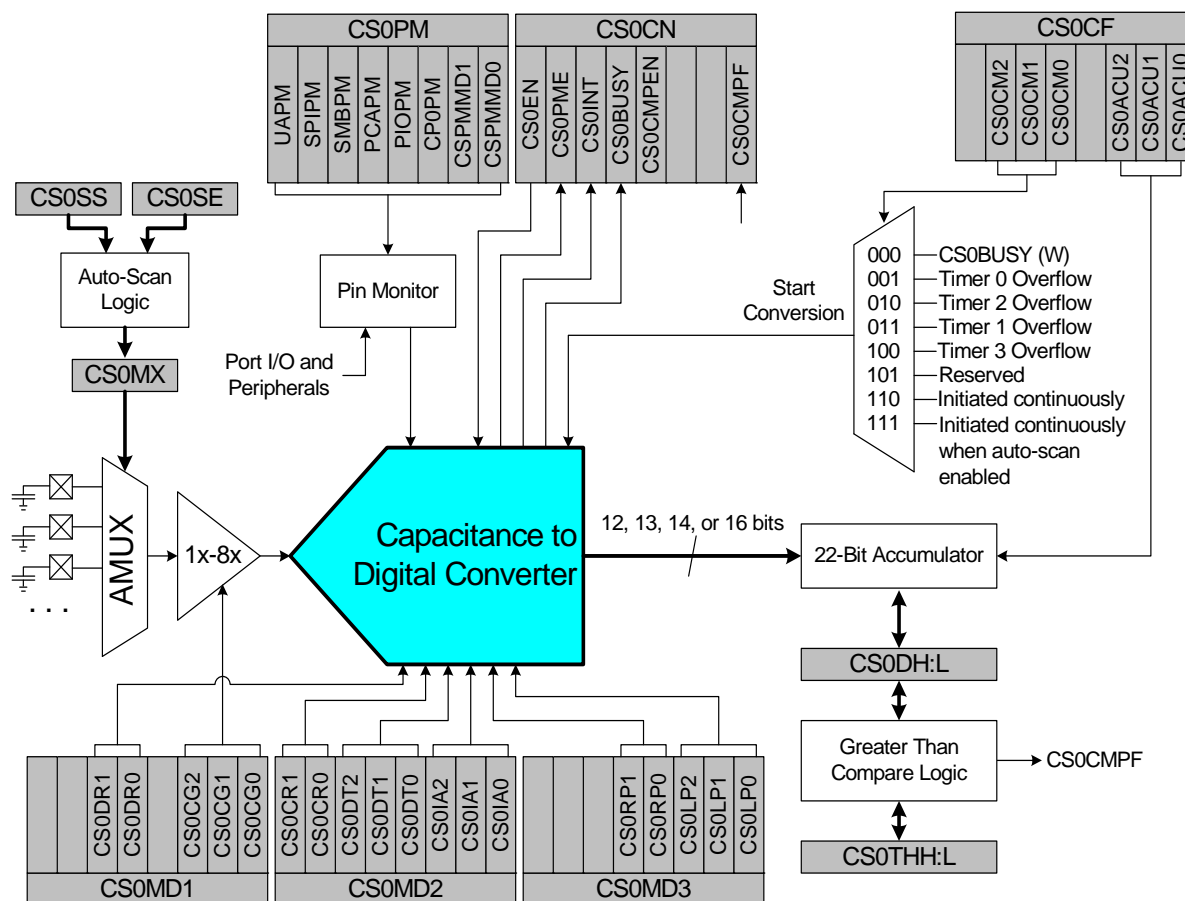 CS0PM
UAPM
SPIPM
SMBPM
PCAPM
PIOPM
CP0PM
CSPMMD1
CSPMMD0
CS0CN
CS0EN
CS0PME
CS0INT
CS0BUSY
CS0CMPEN
CS0CMPF
CS0CF
CS0CM2
CS0CM1
CS0CM0
CS0ACU2
CS0ACU1
CS0ACU0
CS0SS
CS0SE
Auto-Scan
Logic
CS0MX
Pin Monitor
Port I/O and
Peripherals
Start
Conversion
000 CS0BUSY (W)
001 Timer 0 Overflow
010 Timer 2 Overflow
011 Timer 1 Overflow
100 Timer 3 Overflow
101 Reserved
110 Initiated continuously
111 Initiated continuously
when auto-scan
enabled
AMUX
. . .
1x-8x
Capacitance to
Digital Converter
12, 13, 14, or 16 bits
22-Bit Accumulator
CS0DH:L
Greater Than
Compare Logic
CS0CMPF
CS0THH:L
CS0DR1
CS0DR0
CS0CG2
CS0CG1
CS0CG0
CS0MD1
CS0CR1
CS0CR0
CS0DT2
CS0DT1
CS0DT0
CS0IA2
CS0IA1
CS0IA0
CS0MD2
CS0RP1
CS0RP0
CS0LP2
CS0LP1
CS0LP0
CS0MD3